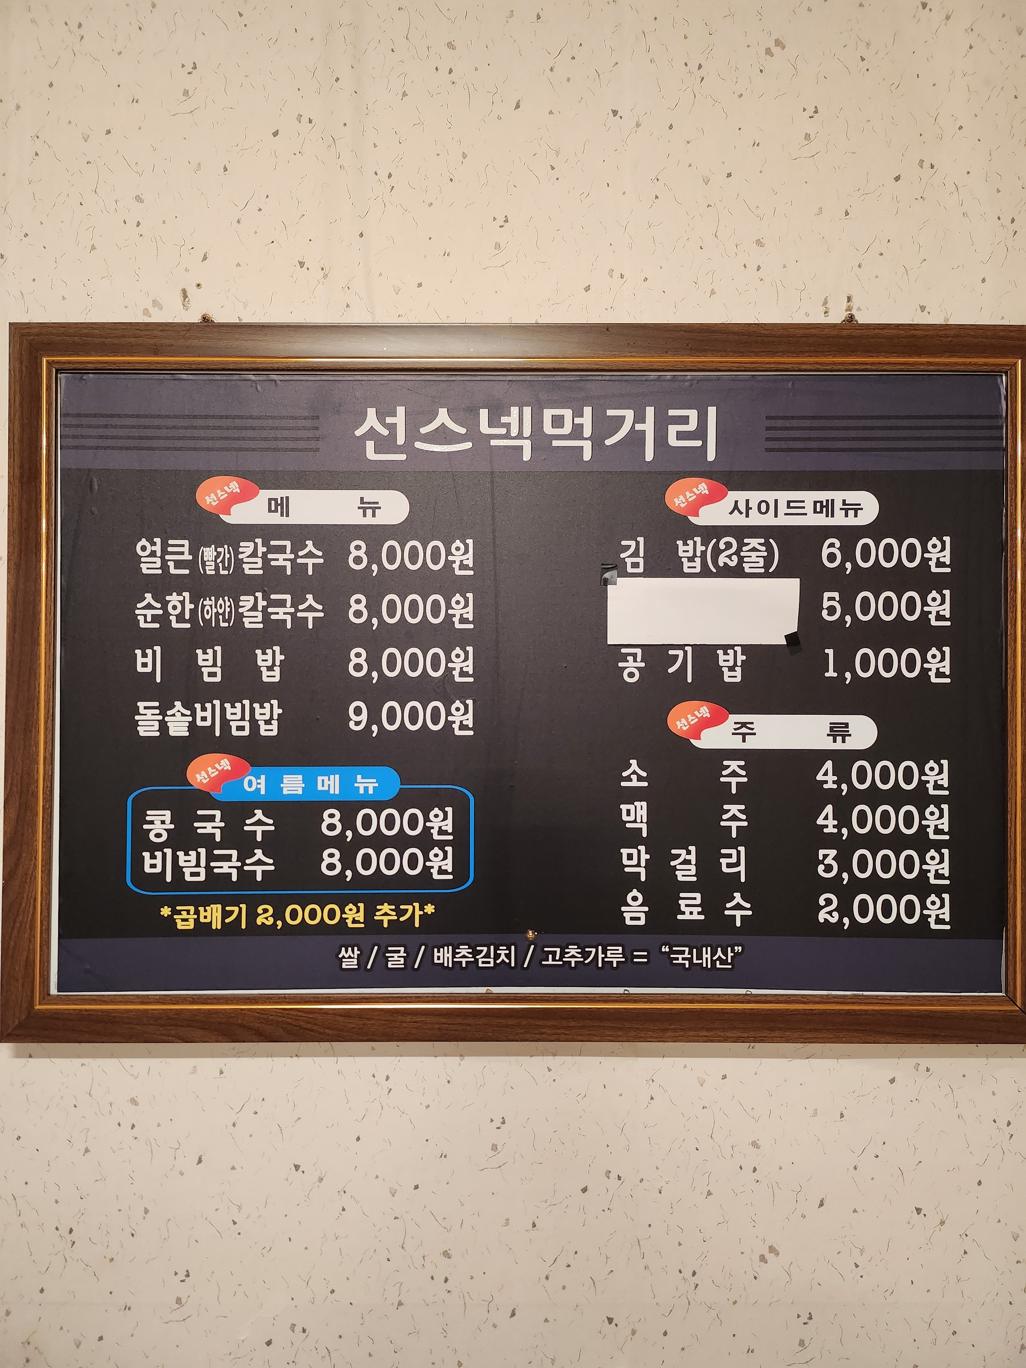 선스넥먹거리
선스넥 메 뉴
얼큰(빨간)칼국수 8,000원
순한(하얀)칼국수 8,000원
비 빔 밥 8,000원
돌솥비빔밥 9,000원
선스넥 여름메뉴
콩 국 수 8,000원
비빔국수 8,000원
*곱배기 2,000원 추가*
선스넥 사이드메뉴
김 밥(2줄) 6,000원
5,000원
공 기 밥 1,000원
선스넥 주 류
소 주 4,000원
맥 주 4,000원
막 걸 리 3,000원
음 료 수 2,000원
쌀 / 굴 / 배추김치 / 고추가루 = “국내산”